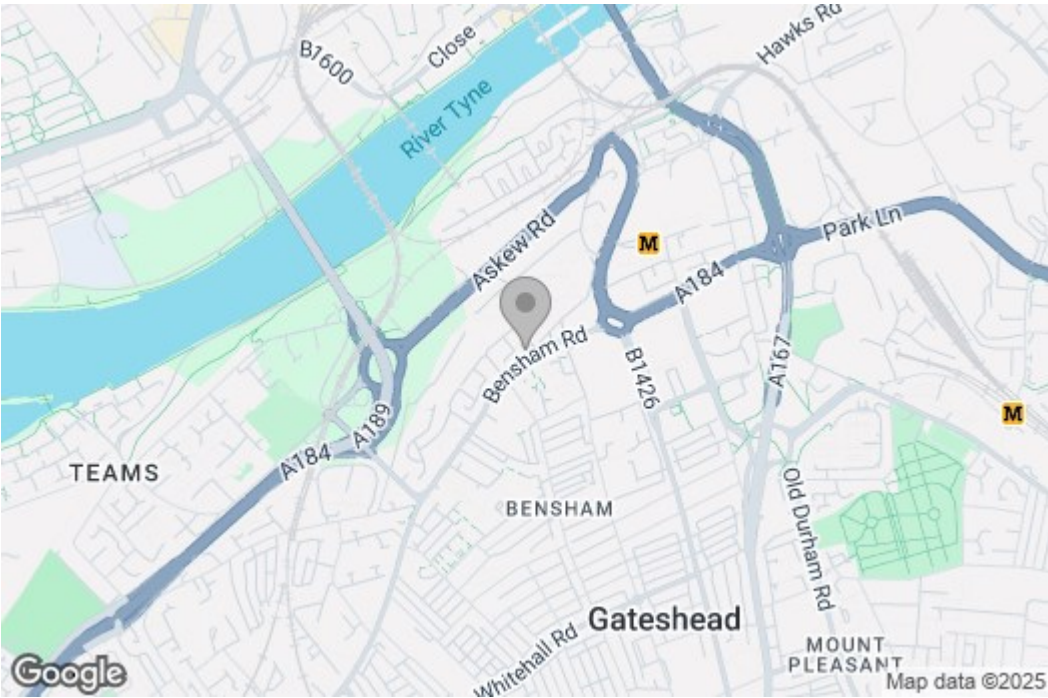 B1600
Close
Hawks Rd
River Tyne
Askew Rd
M
Park Ln
A184
Bensham Rd
B1426
A167
A189
A184
M
TEAMS
BENSHAM
Old Durham Rd
Gateshead
Whitehall Rd
MOUNT
PLEASANT
Google
Map data ©2025